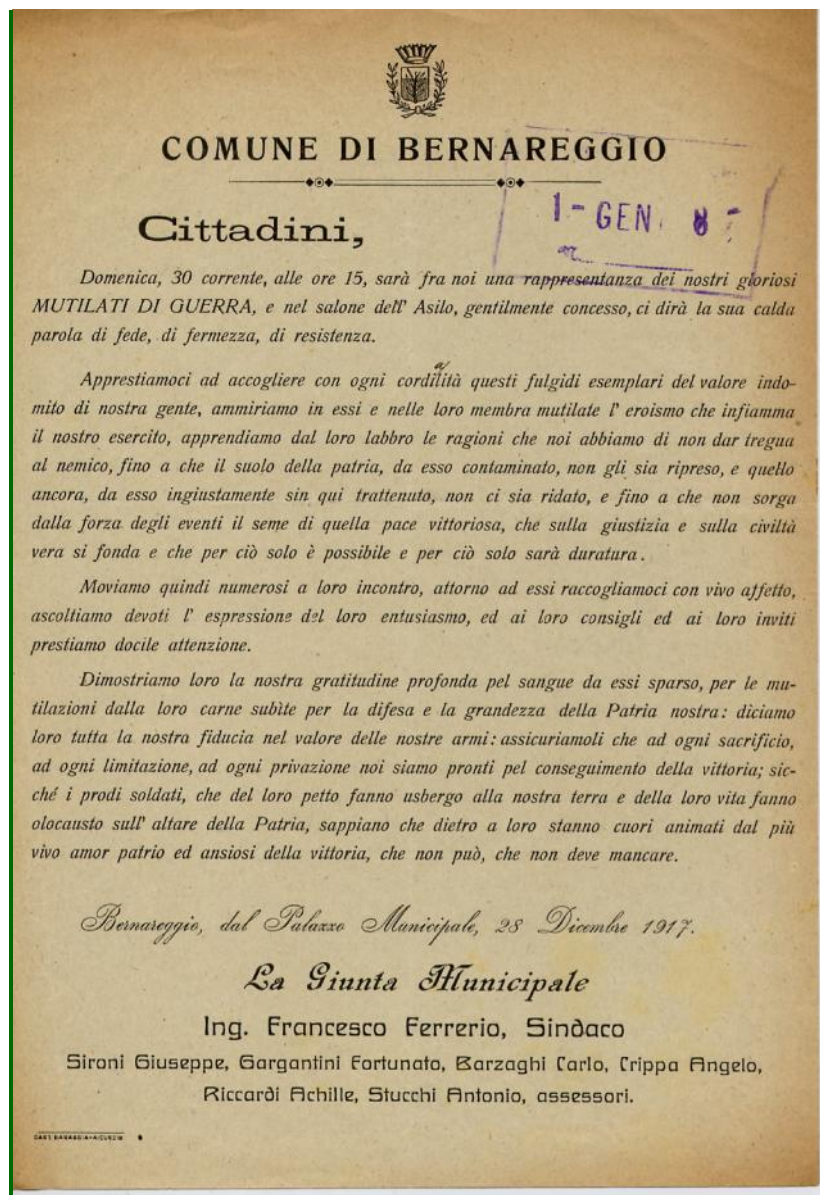 COMUNE DI BERNAREGGIO
1 - GEN. 8
Cittadini,
Domenica, 30 corrente, alle ore 15, sarà fra noi una rappresentanza dei nostri gloriosi
MUTILATI DI GUERRA, e nel salone dell' Asilo, gentilmente concesso, ci dirà la sua calda
parola di fede, di fermezza, di resistenza.
a
Apprestiamoci ad accogliere con ogni cordilità questi fulgidi esemplari del valore indo-
mito di nostra gente, ammiriamo in essi e nelle loro membra mutilate l' eroismo che infiamma
il nostro esercito, apprendiamo dal loro labbro le ragioni che noi abbiamo di non dar tregua
al nemico, fino a che il suolo della patria, da esso contaminato, non gli sia ripreso, e quello
ancora, da esso ingiustamente sin qui trattenuto, non ci sia ridato, e fino a che non sorga
dalla forza degli eventi il seme di quella pace vittoriosa, che sulla giustizia e sulla civiltà
vera si fonda e che per ciò solo è possibile e per ciò solo sarà duratura.
Moviamo quindi numerosi a loro incontro, attorno ad essi raccogliamoci con vivo affetto,
ascoltiamo devoti l' espressione del loro entusiasmo, ed ai loro consigli ed ai loro inviti
prestiamo docile attenzione.
Dimostriamo loro la nostra gratitudine profonda pel sangue da essi sparso, per le mu-
tilazioni dalla loro carne subìte per la difesa e la grandezza della Patria nostra: diciamo
loro tutta la nostra fiducia nel valore delle nostre armi: assicuriamoli che ad ogni sacrificio,
ad ogni limitazione, ad ogni privazione noi siamo pronti pel conseguimento della vittoria; sic-
ché i prodi soldati, che del loro petto fanno usbergo alla nostra terra e della loro vita fanno
olocausto sull' altare della Patria, sappiano che dietro a loro stanno cuori animati dal più
vivo amor patrio ed ansiosi della vittoria, che non può, che non deve mancare.
Bernareggio, dal Palazzo Municipale, 28 Dicembre 1917.
La Giunta Municipale
Ing. Francesco Ferrerio, Sindaco
Sironi Giuseppe, Gargantini Fortunato, Barzaghi Carlo, Crippa Angelo,
Riccardi Achille, Stucchi Antonio, assessori.